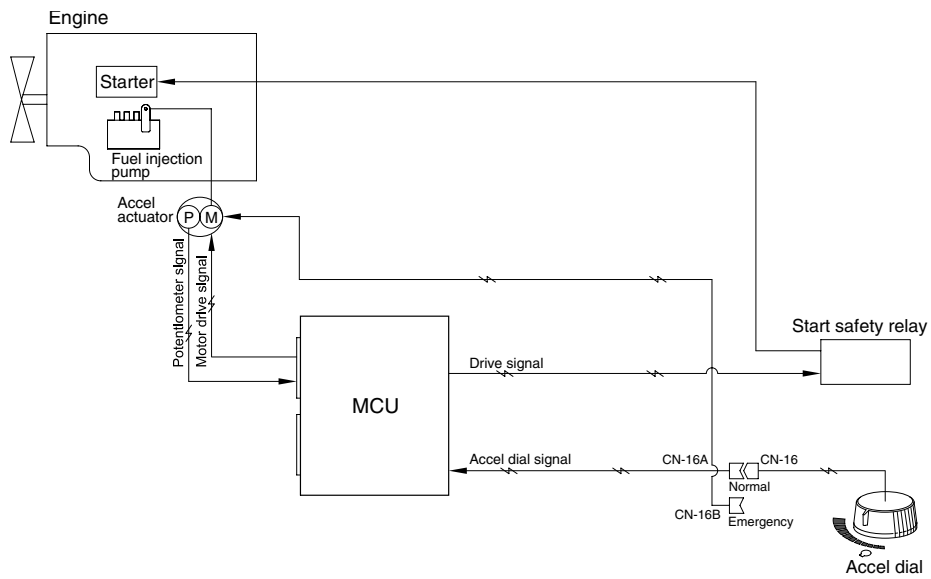 Engine
Starter
Fuel injection
pump
Accel
actuator
P
M
Potentiometer signal
Motor drive signal
Start safety relay
Drive signal
MCU
Accel dial signal
CN-16A
CN-16
Normal
CN-16B
Emergency
Accel dial